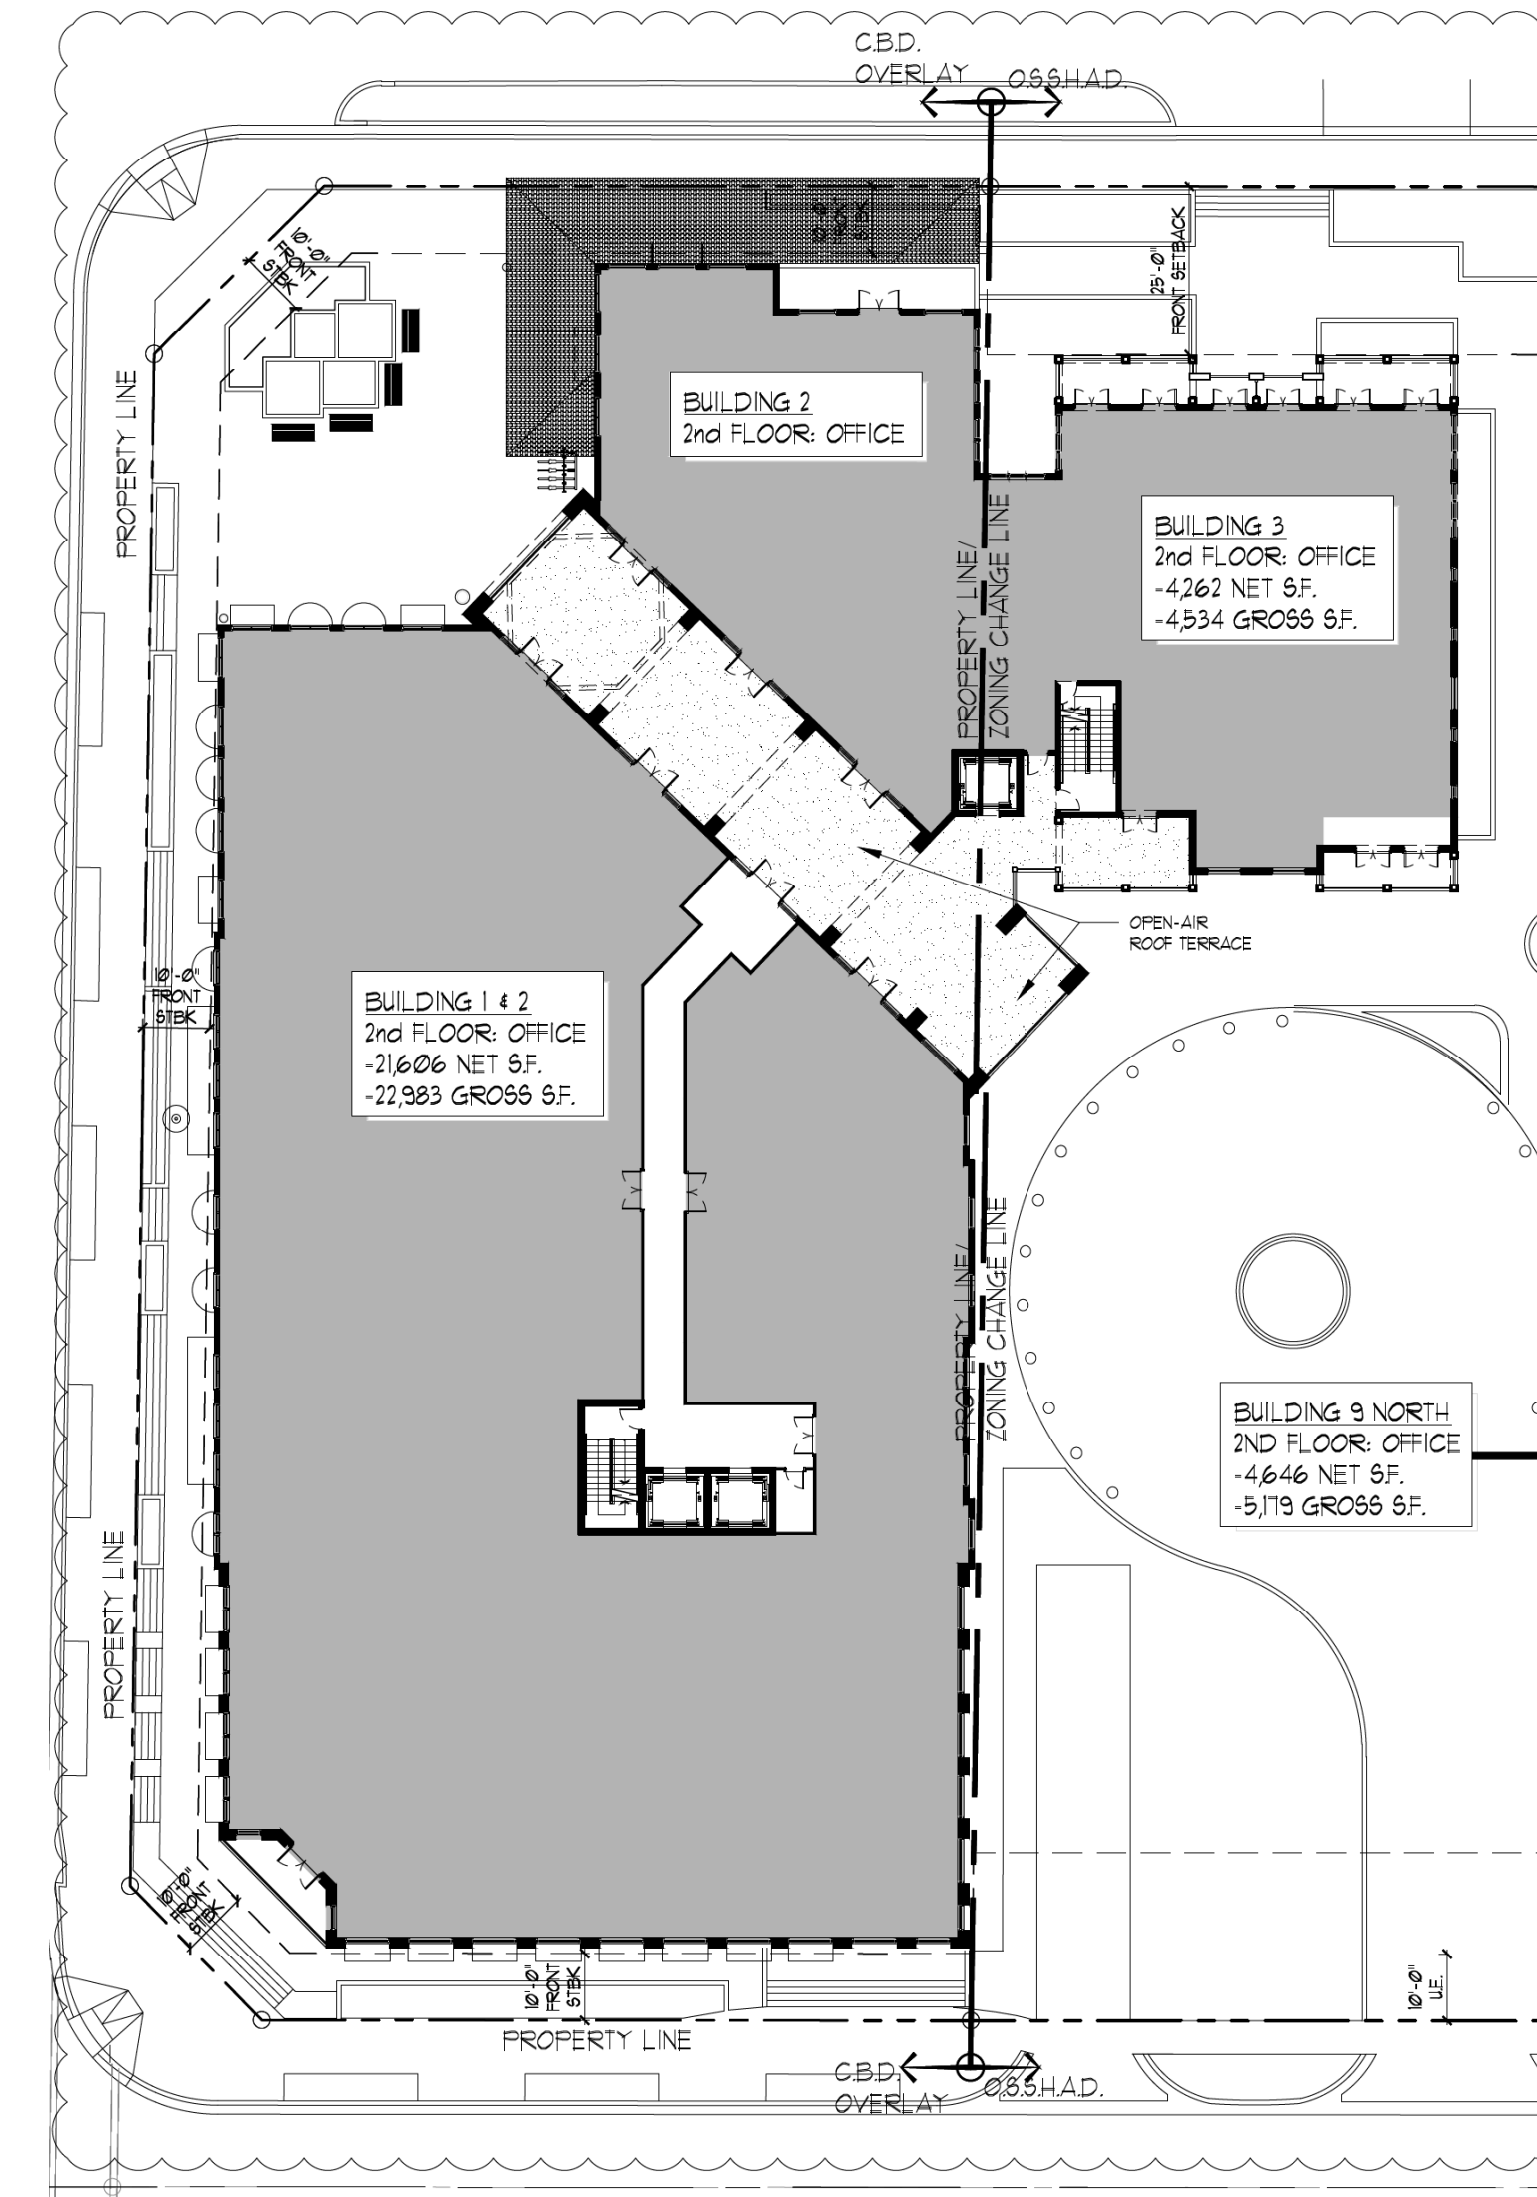 C.B.D.
OVERLAY
O.S.S.H.A.D.
10'-0"
FRONT
STBK
10'-0"
FRONT
STBK
25'-0"
FRONT SETBACK
PROPERTY LINE
BUILDING 2
2nd FLOOR: OFFICE
PROPERTY LINE/
ZONING CHANGE LINE
BUILDING 3
2nd FLOOR: OFFICE
-4,262 NET S.F.
-4,534 GROSS S.F.
OPEN-AIR
ROOF TERRACE
10'-0"
FRONT
STBK
BUILDING 1 & 2
2nd FLOOR: OFFICE
-21,606 NET S.F.
-22,983 GROSS S.F.
PROPERTY LINE/
ZONING CHANGE LINE
BUILDING 9 NORTH
2ND FLOOR: OFFICE
-4,646 NET S.F.
-5,179 GROSS S.F.
PROPERTY LINE
10'-0"
FRONT
STBK
10'-0"
FRONT
STBK
10'-0"
U.E.
PROPERTY LINE
C.B.D.
OVERLAY
O.S.S.H.A.D.